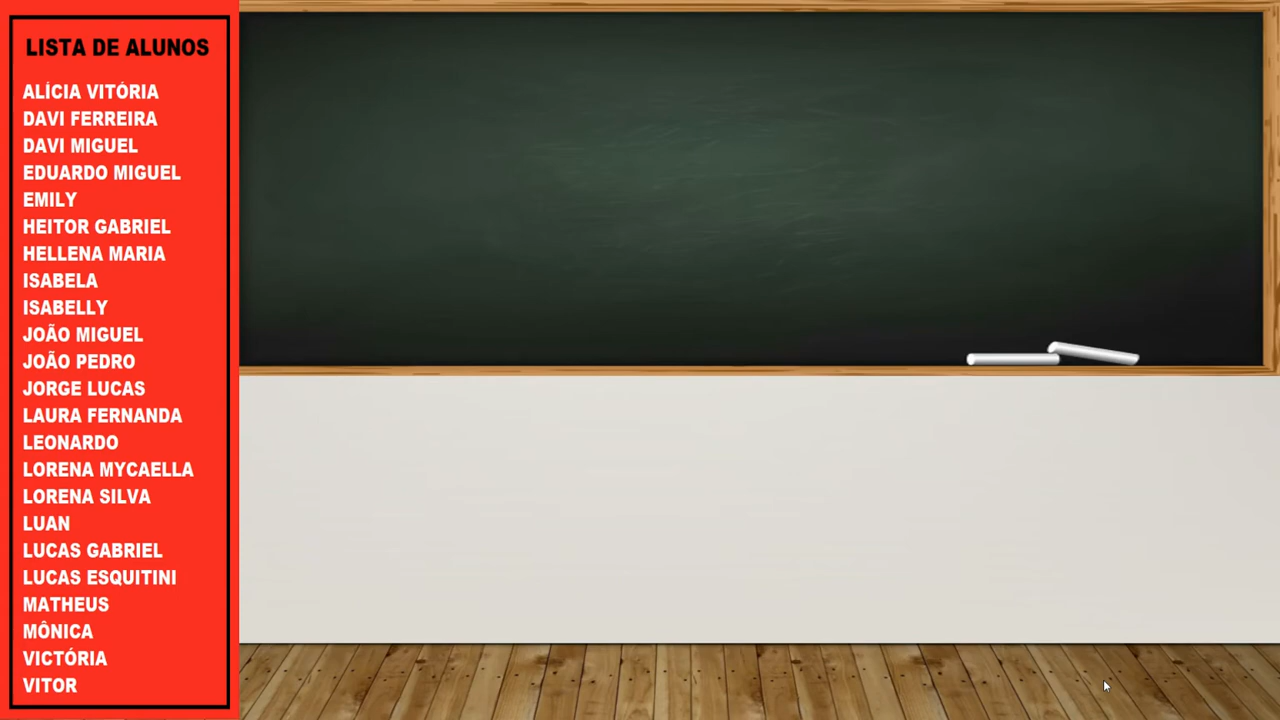 LISTA DE ALUNOS
ALÍCIA VITÓRIA
DAVI FERREIRA
DAVI MIGUEL
EDUARDO MIGUEL
EMILY
HEITOR GABRIEL
HELLENA MARIA
ISABELA
ISABELLY
JOÃO MIGUEL
JOÃO PEDRO
JORGE LUCAS
LAURA FERNANDA
LEONARDO
LORENA MYCAELLA
LORENA SILVA
LUAN
LUCAS GABRIEL
LUCAS ESQUITINI
MATHEUS
MÔNICA
VICTÓRIA
VITOR